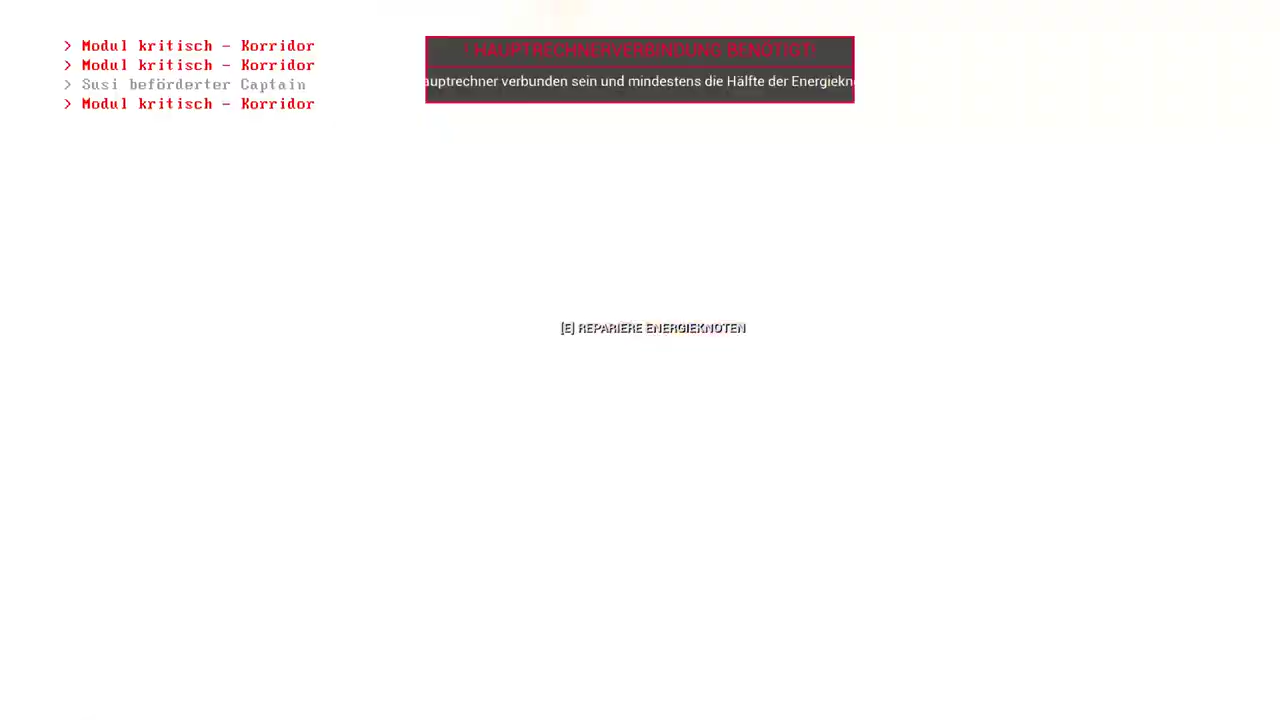 > Modul kritisch - Korridor
> Modul kritisch - Korridor
> Susi beförderter Captain
> Modul kritisch - Korridor
! HAUPTRECHNERVERBINDUNG BENÖTIGT!
auptrechner verbunden sein und mindestens die Hälfte der Energiekn
[E] REPARIERE ENERGIEKNOTEN